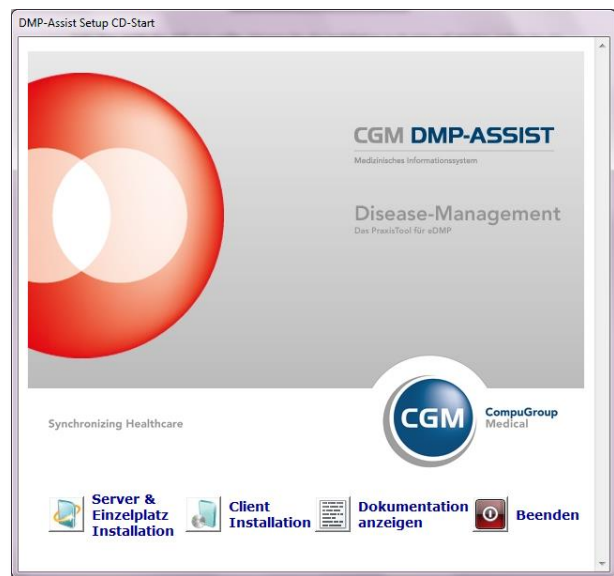 DMP-Assist Setup CD-Start
CGM DMP-ASSIST
Medizinisches Informationssystem
Disease-Management
Das PraxisTool für eDMP
Synchronizing Healthcare
CGM
CompuGroup
Medical
Server &
Einzelplatz
Installation
Client
Installation
Dokumentation
anzeigen
Beenden